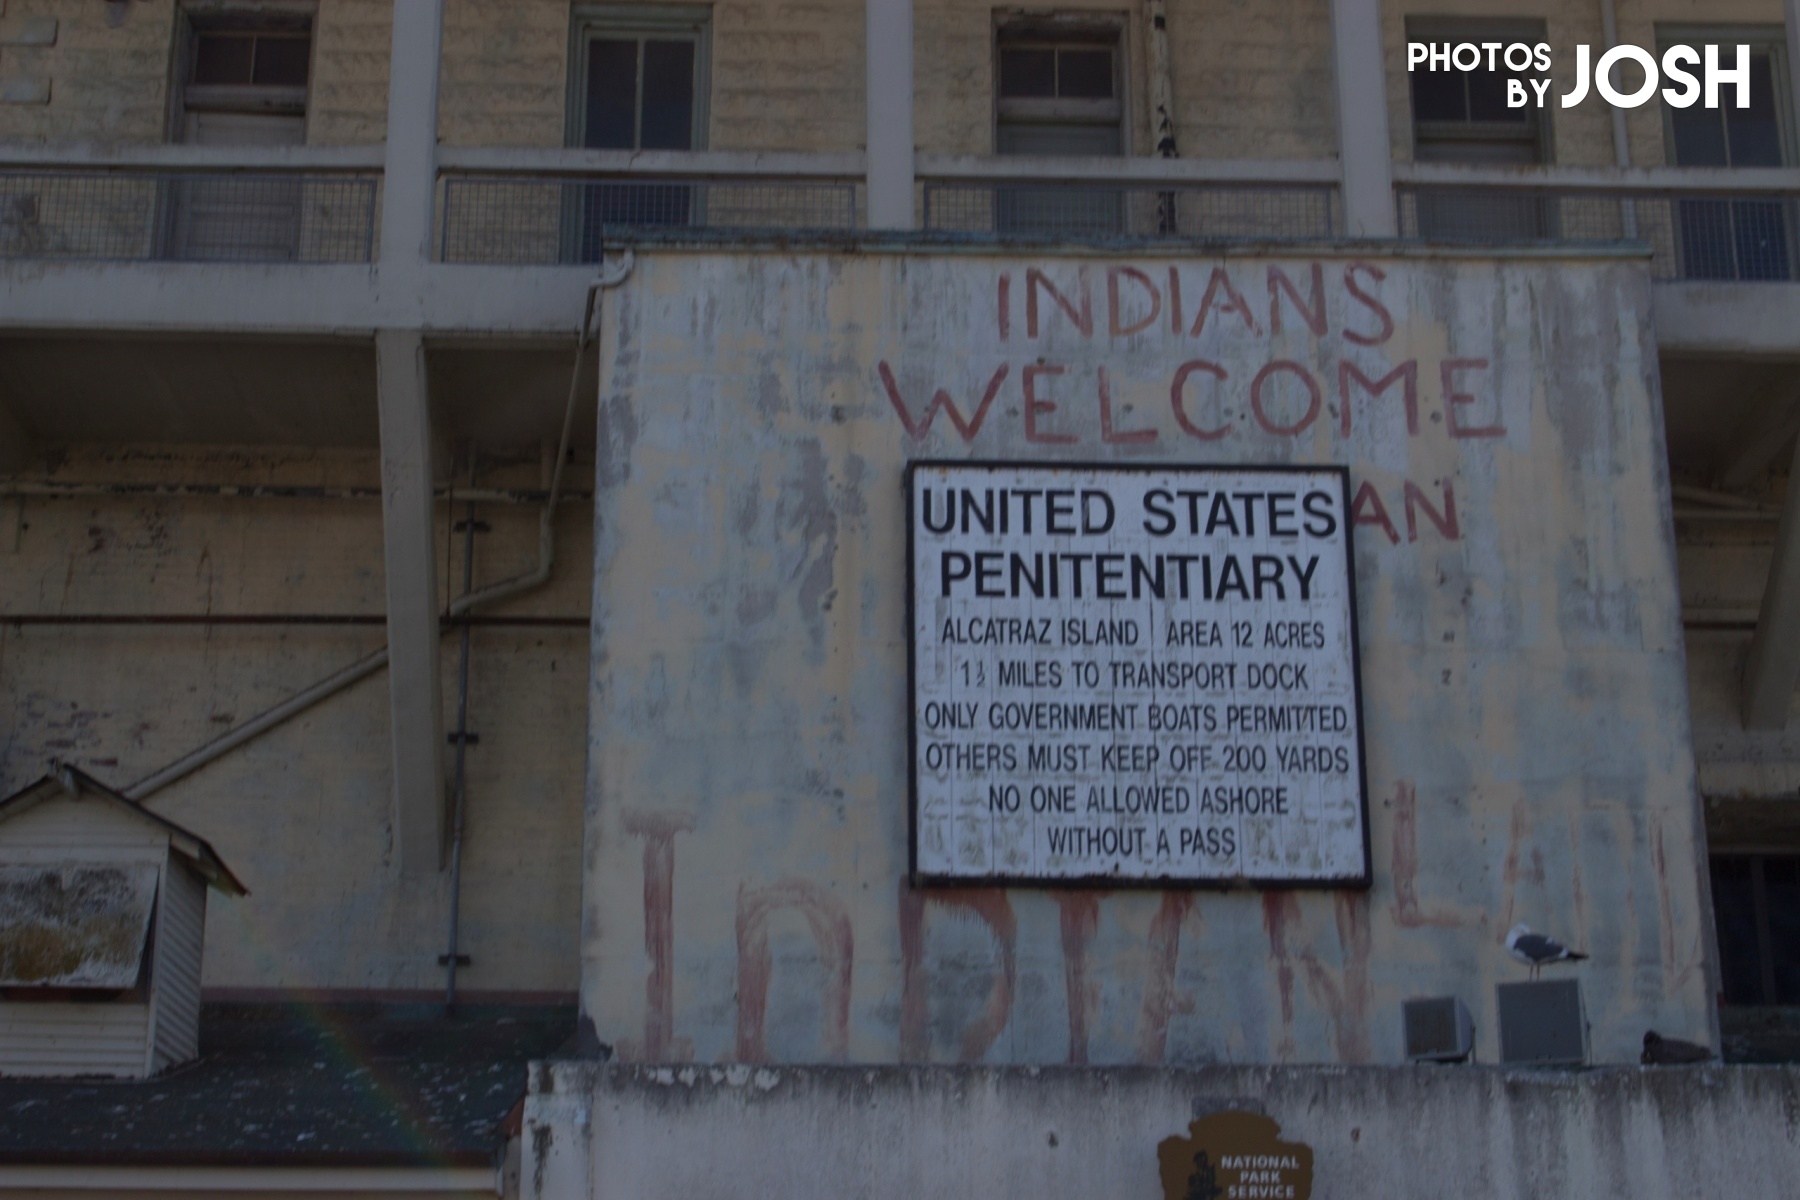 PHOTOS
BY JOSH
INDIANS
WELCOME
AN
UNITED STATES
PENITENTIARY
ALCATRAZ ISLAND AREA 12 ACRES
1½ MILES TO TRANSPORT DOCK
ONLY GOVERNMENT BOATS PERMITTED
OTHERS MUST KEEP OFF 200 YARDS
NO ONE ALLOWED ASHORE
WITHOUT A PASS
INDIAN
NATIONAL
PARK
SERVICE